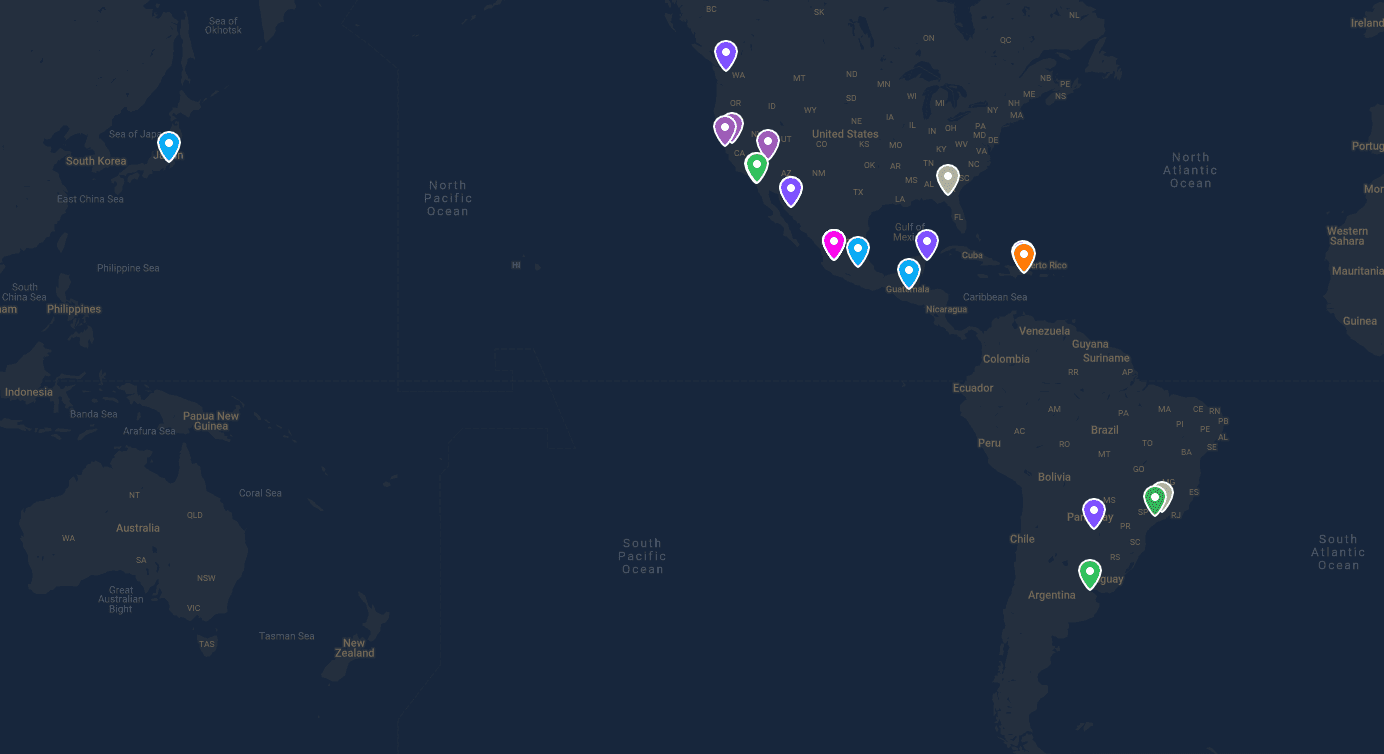 BC
SK
NL
Sea of
Okhotsk
Ireland
ON
QC
WA
MT
ND
MN
NB
PE
NS
ME
OR
ID
WY
SD
WI
MI
NY
NH
MA
NE
IA
IL
IN
OH
PA
MD
DE
Sea of Japa
United States
UT
CO
KS
MO
KY
WV
VA
Portug
South Korea
CA
AZ
NM
OK
AR
TN
NC
SC
North
Atlantic
Ocean
MS
AL
TX
LA
FL
Mor
East China Sea
North
Pacific
Ocean
Gulf of
Mexic
Western
Sahara
Cuba
Philippine Sea
HI
erto Rico
Mauritania
South
China Sea
Guatemala
Caribbean Sea
am
Philippines
Nicaragua
Guinea
Venezuela
Guyana
Suriname
Colombia
RR
AP
Indonesia
Ecuador
Banda Sea
Papua New
Guinea
AM
PA
MA
CE
RN
PB
PI
PE
AL
Arafura Sea
AC
Brazil
Peru
RO
TO
SE
MT
BA
GO
Bolivia
MG
NT
Coral Sea
ES
MS
QLD
SP
RJ
Australia
Par
ay
PR
WA
Chile
SC
South
Pacific
Ocean
South
Atlantic
Ocean
SA
RS
NSW
guay
Great
Australian
Bight
Argentina
VIC
Tasman Sea
TAS
New
Zealand